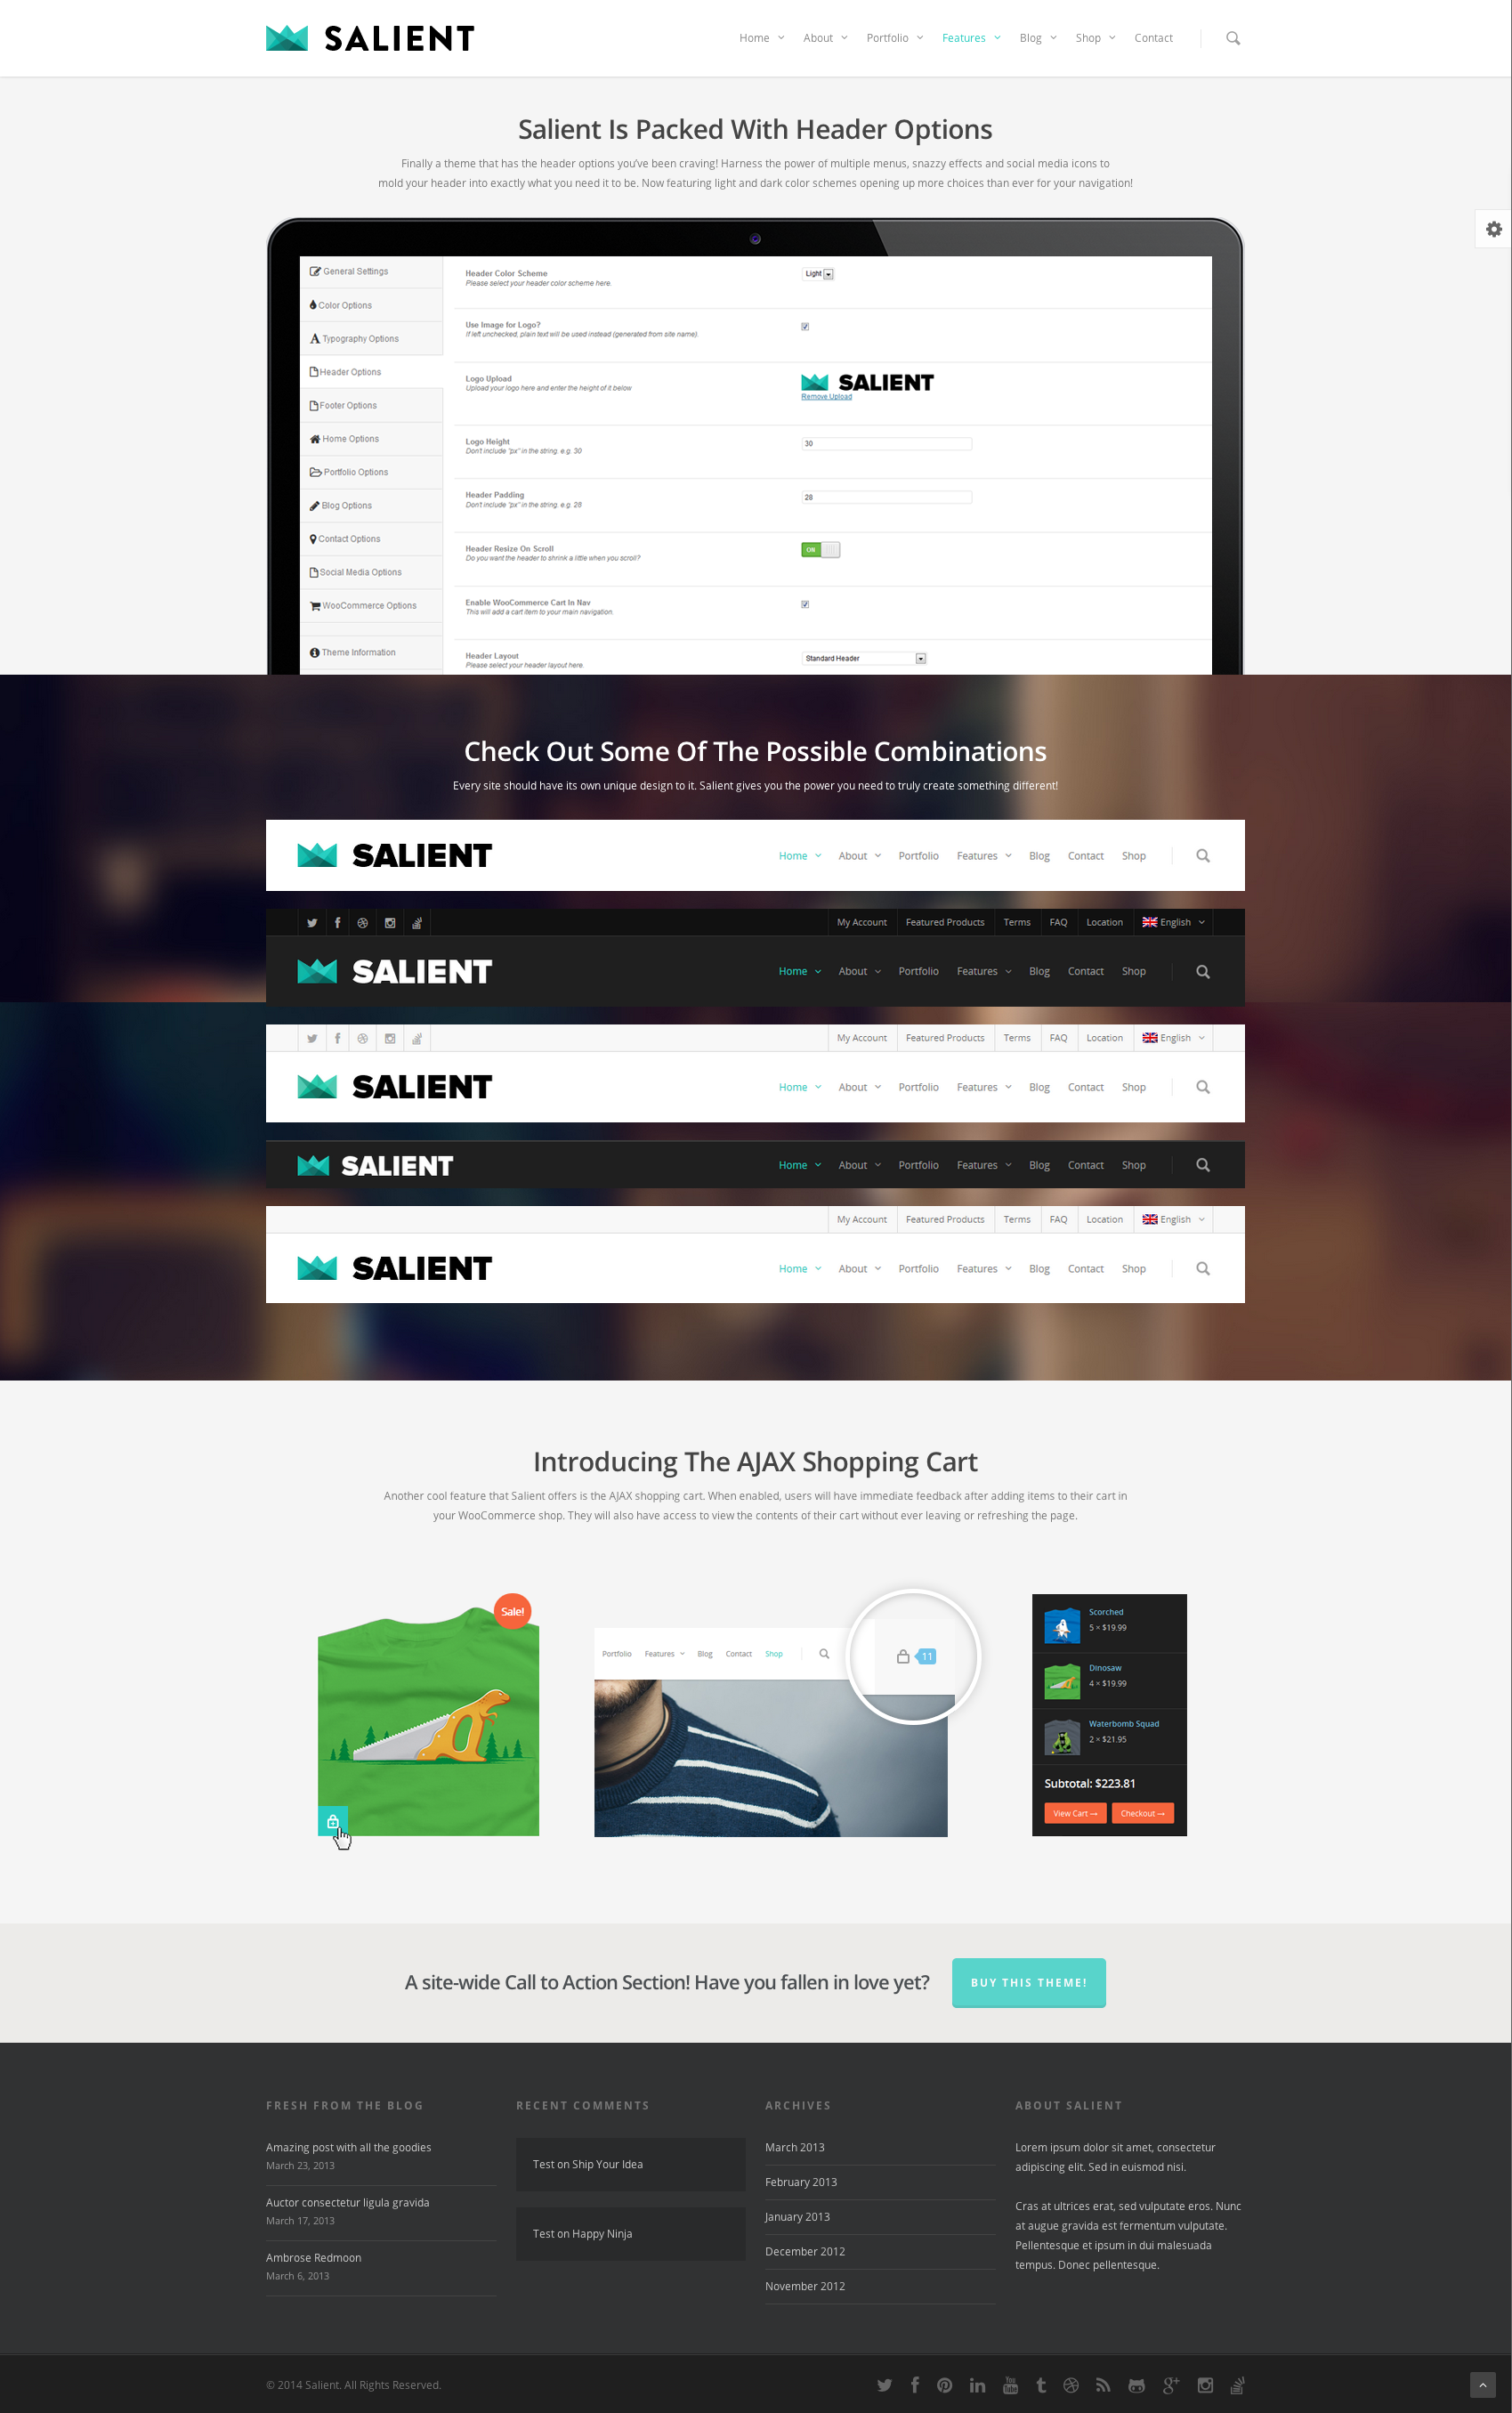 SALIENT
Home About Portfolio Features Blog Shop Contact
Salient Is Packed With Header Options
Finally a theme that has the header options you've been craving! Harness the power of multiple menus, snazzy effects and social media icons to
mold your header into exactly what you need it to be. Now featuring light and dark color schemes opening up more choices than ever for your navigation!
General Settings
Color Options
Typography Options
Header Options
Footer Options
Home Options
Portfolio Options
Blog Options
Contact Options
Social Media Options
WooCommerce Options
Theme Information
Header Color Scheme
Please select your header color scheme here.
Light
Use Image for Logo?
If left unchecked, plain text will be used instead (generated from site name).
Logo Upload
Upload your logo here and enter the height of it below
SALIENT
Remove Upload
Logo Height
Don't include "px" in the string. e.g. 30
30
Header Padding
Don't include "px" in the string. e.g. 28
28
Header Resize On Scroll
Do you want the header to shrink a little when you scroll?
ON
Enable WooCommerce Cart In Nav
This will add a cart item to your main navigation.
Header Layout
Please select your header layout here.
Standard Header
Check Out Some Of The Possible Combinations
Every site should have its own unique design to it. Salient gives you the power you need to truly create something different!
SALIENT
Home About Portfolio Features Blog Contact Shop
My Account Featured Products Terms FAQ Location English
SALIENT
Home About Portfolio Features Blog Contact Shop
My Account Featured Products Terms FAQ Location English
SALIENT
Home About Portfolio Features Blog Contact Shop
SALIENT
Home About Portfolio Features Blog Contact Shop
My Account Featured Products Terms FAQ Location English
SALIENT
Home About Portfolio Features Blog Contact Shop
Introducing The AJAX Shopping Cart
Another cool feature that Salient offers is the AJAX shopping cart. When enabled, users will have immediate feedback after adding items to their cart in
your WooCommerce shop. They will also have access to view the contents of their cart without ever leaving or refreshing the page.
Sale!
Portfolio Features Blog Contact Shop
11
Scorched
5 × $19.99
Dinosaw
4 × $19.99
Waterbomb Squad
2 × $21.95
Subtotal: $223.81
View Cart → Checkout →
A site-wide Call to Action Section! Have you fallen in love yet?
BUY THIS THEME!
FRESH FROM THE BLOG
Amazing post with all the goodies
March 23, 2013
Auctor consectetur ligula gravida
March 17, 2013
Ambrose Redmoon
March 6, 2013
RECENT COMMENTS
Test on Ship Your Idea
Test on Happy Ninja
ARCHIVES
March 2013
February 2013
January 2013
December 2012
November 2012
ABOUT SALIENT
Lorem ipsum dolor sit amet, consectetur
adipiscing elit. Sed in euismod nisi.
Cras at ultrices erat, sed vulputate eros. Nunc
at augue gravida est fermentum vulputate.
Pellentesque et ipsum in dui malesuada
tempus. Donec pellentesque.
© 2014 Salient. All Rights Reserved.